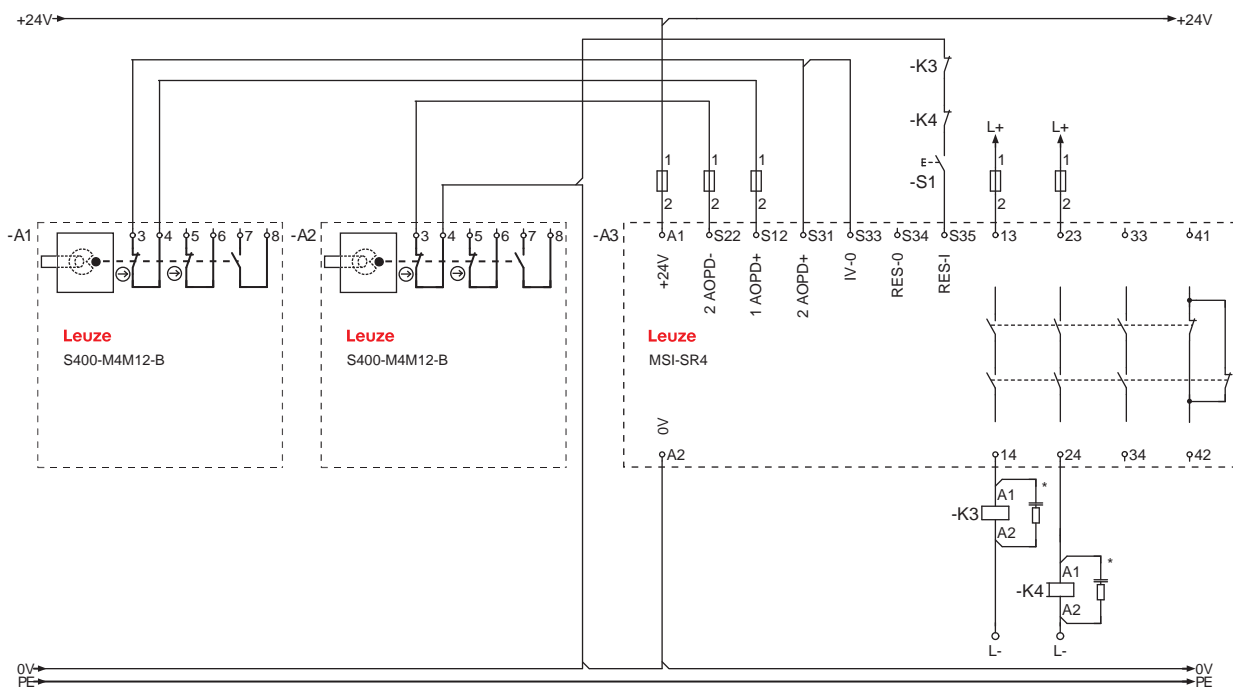 +24V +24V
-K3
-K4
L+ L+
E
-S1
1 1 1 1 1
2 2 2 2 2
-A1 3 4 5 6 7 8
-A2 3 4 5 6 7 8
-A3 A1 S22 S12 S31 S33 S34 S35 13 23 33 41
+24V
2 AOPD-
1 AOPD+
2 AOPD+
IV-0
RES-0
RES-I
Leuze
S400-M4M12-B
Leuze
S400-M4M12-B
Leuze
MSI-SR4
0V
A2 14 24 34 42
-K3 A1 *
A2
-K4 A1 *
A2
L- L-
0V 0V
PE PE